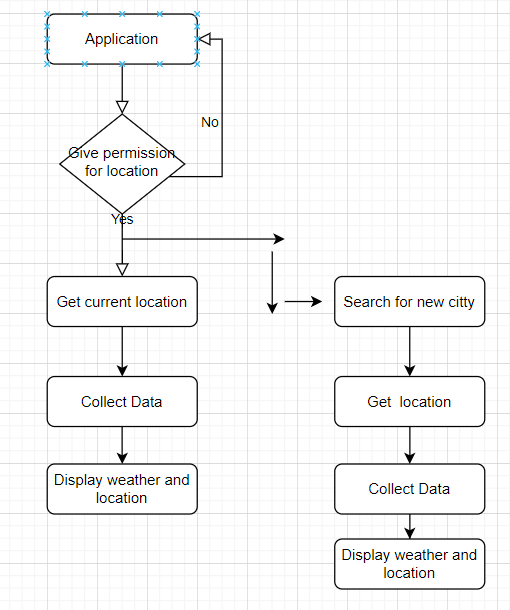 Application
No
Give permission
for location
Yes
Get current location
Search for new citty
Collect Data
Get location
Display weather and
location
Collect Data
Display weather and
location